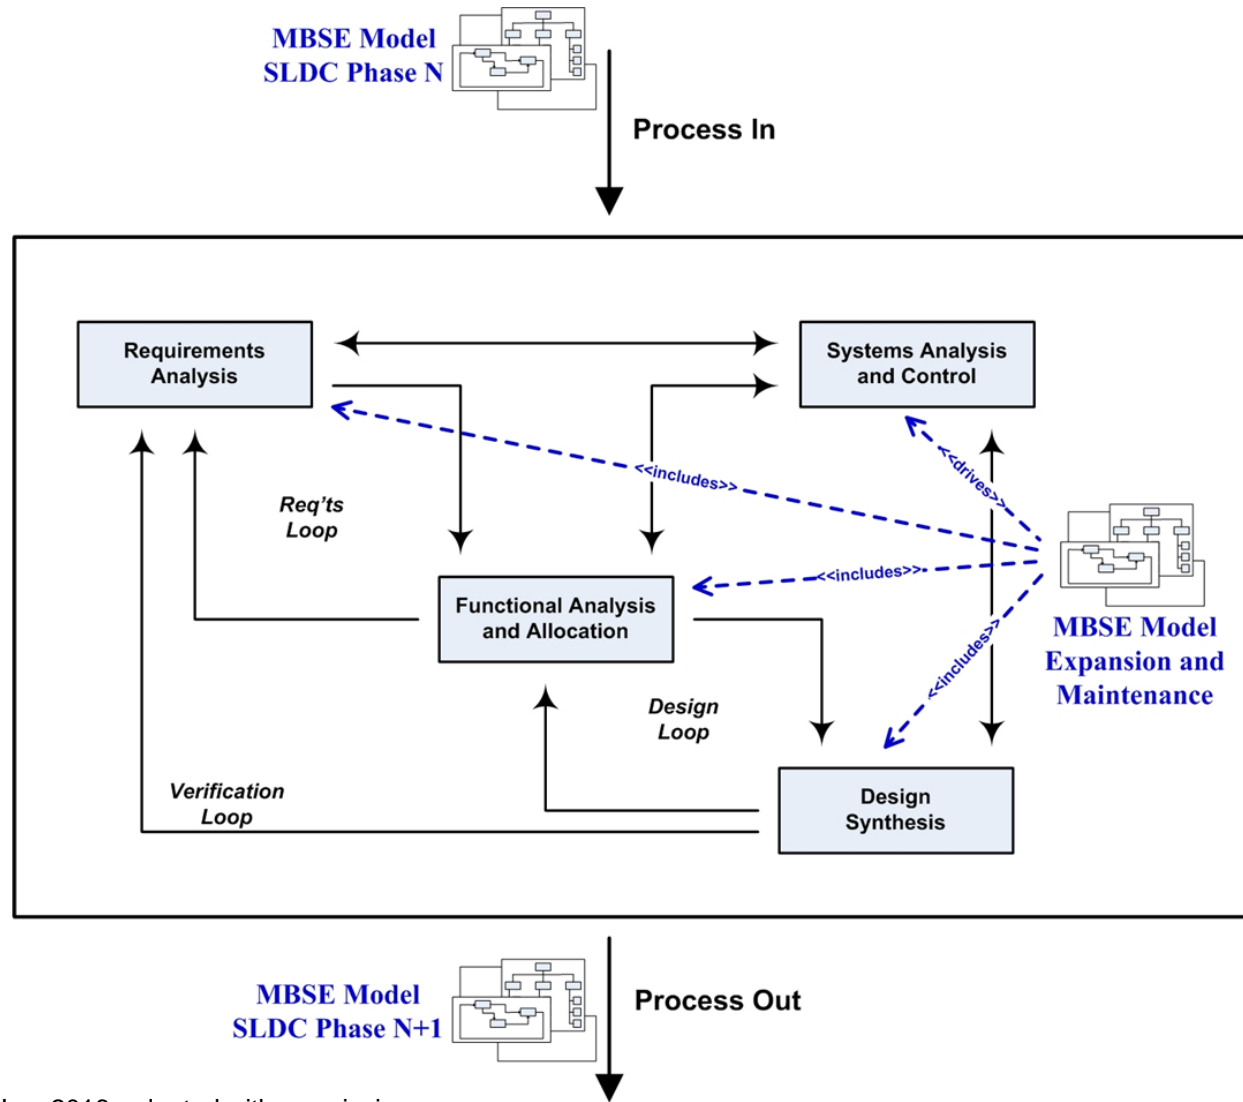 MBSE Model
SLDC Phase N
Process In
Requirements
Analysis
Systems Analysis
and Control
<<includes>>
<<drives>>
Req'ts
Loop
<<includes>>
Functional Analysis
and Allocation
<<includes>>
MBSE Model
Expansion and
Maintenance
Design
Loop
Verification
Loop
Design
Synthesis
MBSE Model
SLDC Phase N+1
Process Out